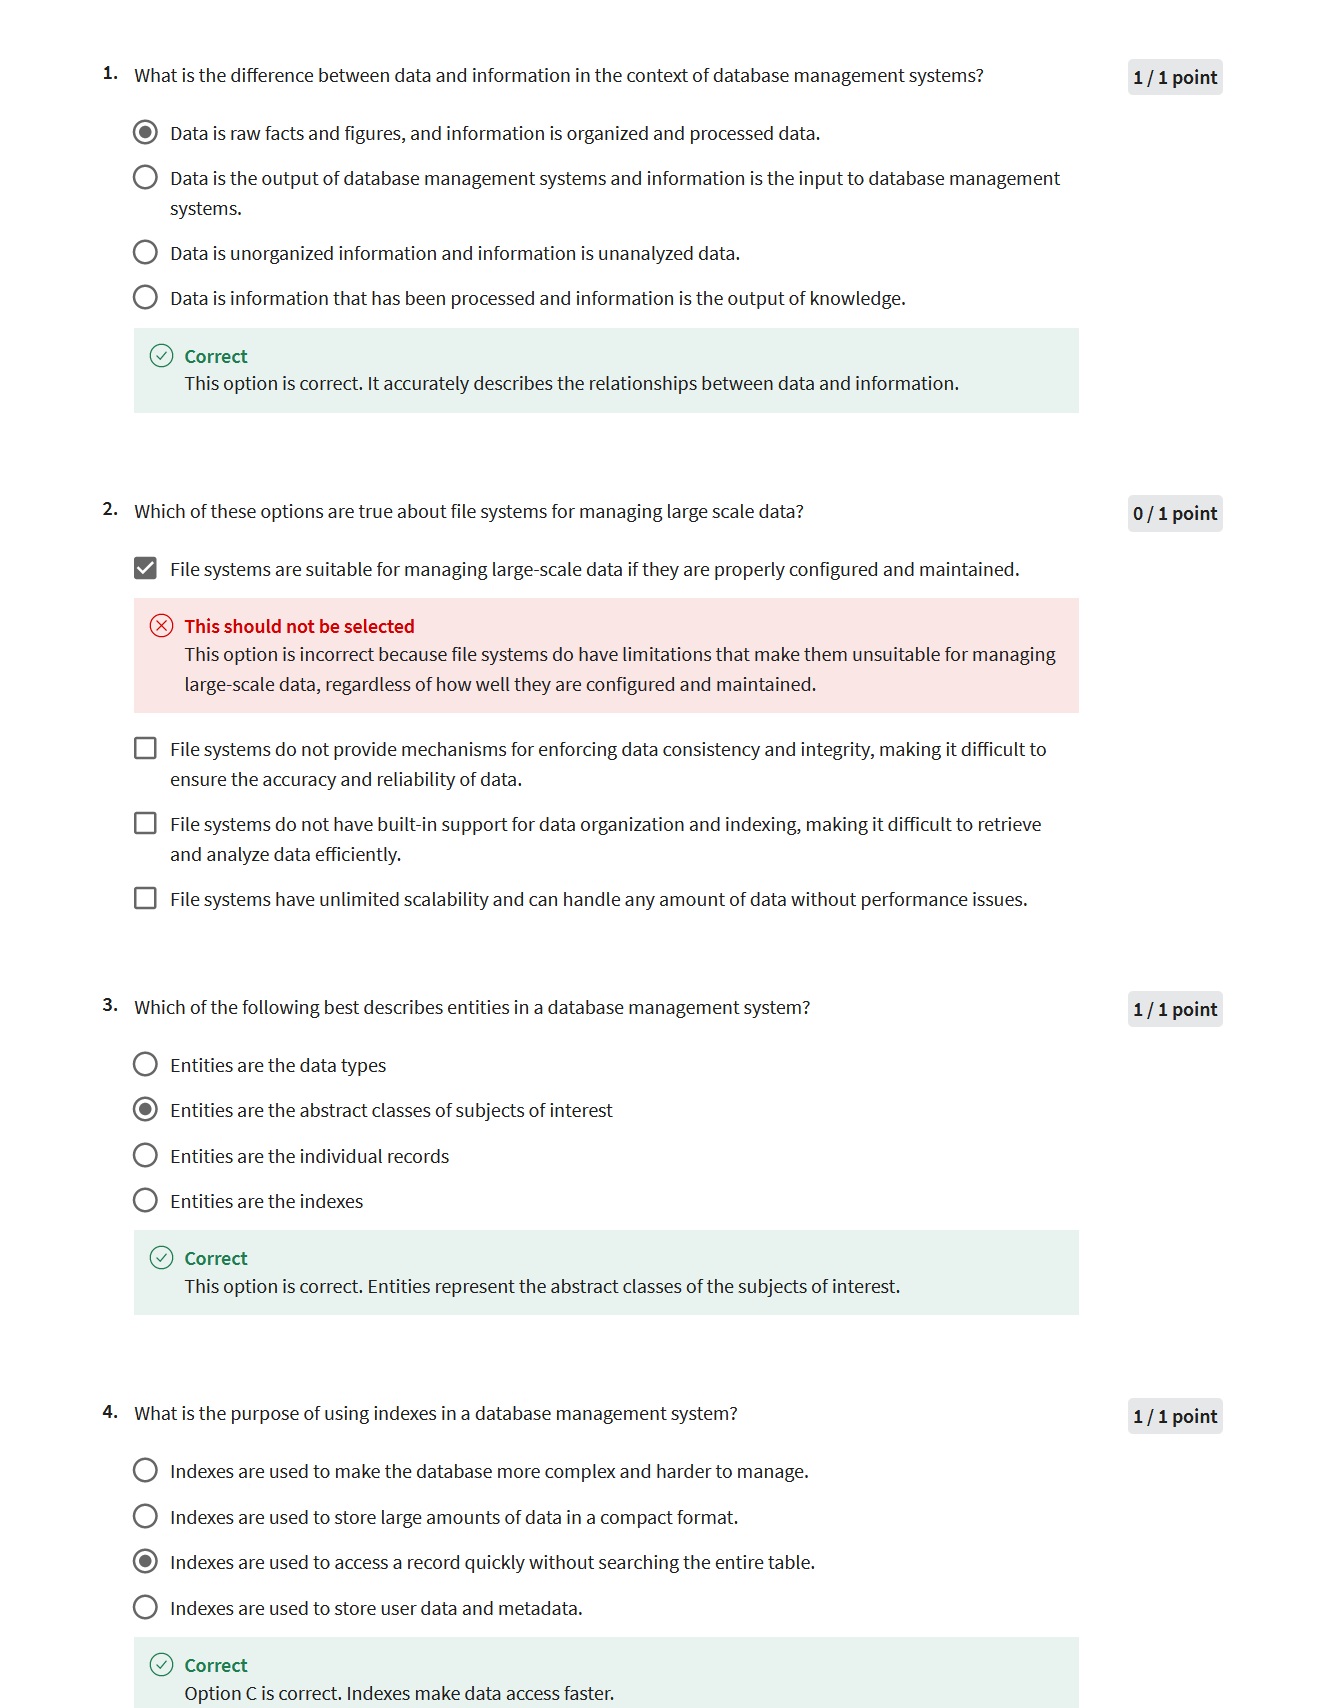 1. What is the difference between data and information in the context of database management systems?
1 / 1 point
Data is raw facts and figures, and information is organized and processed data.
Data is the output of database management systems and information is the input to database management
systems.
Data is unorganized information and information is unanalyzed data.
Data is information that has been processed and information is the output of knowledge.
Correct
This option is correct. It accurately describes the relationships between data and information.
2. Which of these options are true about file systems for managing large scale data?
0 / 1 point
File systems are suitable for managing large-scale data if they are properly configured and maintained.
This should not be selected
This option is incorrect because file systems do have limitations that make them unsuitable for managing
large-scale data, regardless of how well they are configured and maintained.
File systems do not provide mechanisms for enforcing data consistency and integrity, making it difficult to
ensure the accuracy and reliability of data.
File systems do not have built-in support for data organization and indexing, making it difficult to retrieve
and analyze data efficiently.
File systems have unlimited scalability and can handle any amount of data without performance issues.
3. Which of the following best describes entities in a database management system?
1 / 1 point
Entities are the data types
Entities are the abstract classes of subjects of interest
Entities are the individual records
Entities are the indexes
Correct
This option is correct. Entities represent the abstract classes of the subjects of interest.
4. What is the purpose of using indexes in a database management system?
1 / 1 point
Indexes are used to make the database more complex and harder to manage.
Indexes are used to store large amounts of data in a compact format.
Indexes are used to access a record quickly without searching the entire table.
Indexes are used to store user data and metadata.
Correct
Option C is correct. Indexes make data access faster.